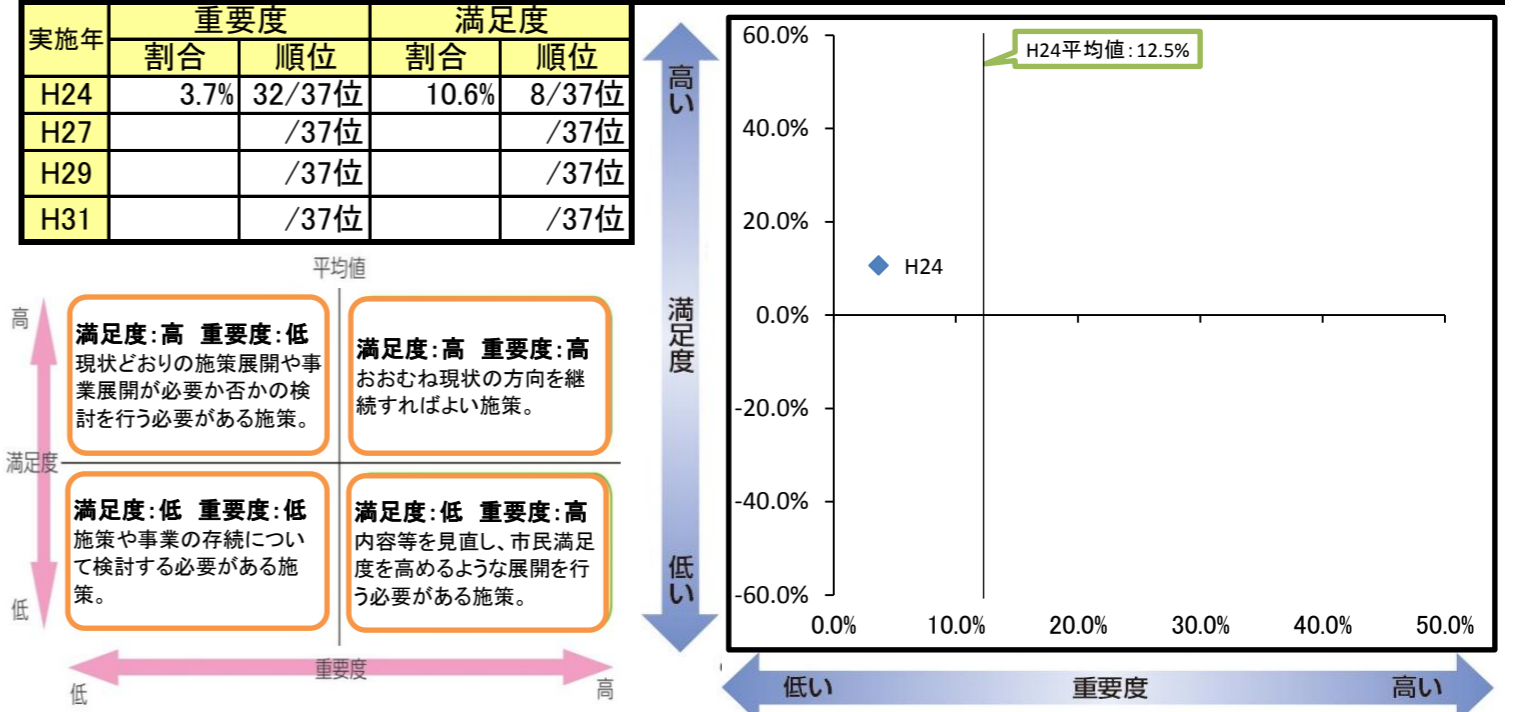 実施年 重要度 満足度
割合 順位 割合 順位
H24 3.7% 32/37位 10.6% 8/37位
H27 /37位 /37位
H29 /37位 /37位
H31 /37位 /37位
平均値
高
満足度
低
満足度:高 重要度:低
現状どおりの施策展開や事
業展開が必要か否かの検
討を行う必要がある施策。
満足度:高 重要度:高
おおむね現状の方向を継
続すればよい施策。
満足度:低 重要度:低
施策や事業の存続につい
て検討する必要がある施
策。
満足度:低 重要度:高
内容等を見直し、市民満足
度を高めるような展開を行
う必要がある施策。
低 重要度 高
高い
満足度
低い
H24平均値:12.5%
60.0%
40.0%
20.0%
0.0%
-20.0%
-40.0%
-60.0%
H24
0.0% 10.0% 20.0% 30.0% 40.0% 50.0%
低い 重要度 高い